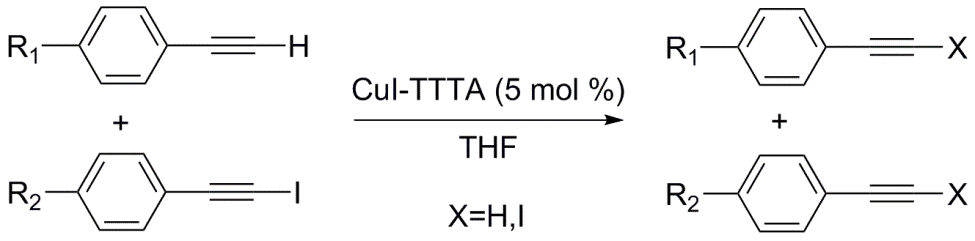 R1 H
+
R2 I
CuI-TTTA (5 mol %)
THF
X=H,I
R1 X
+
R2 X